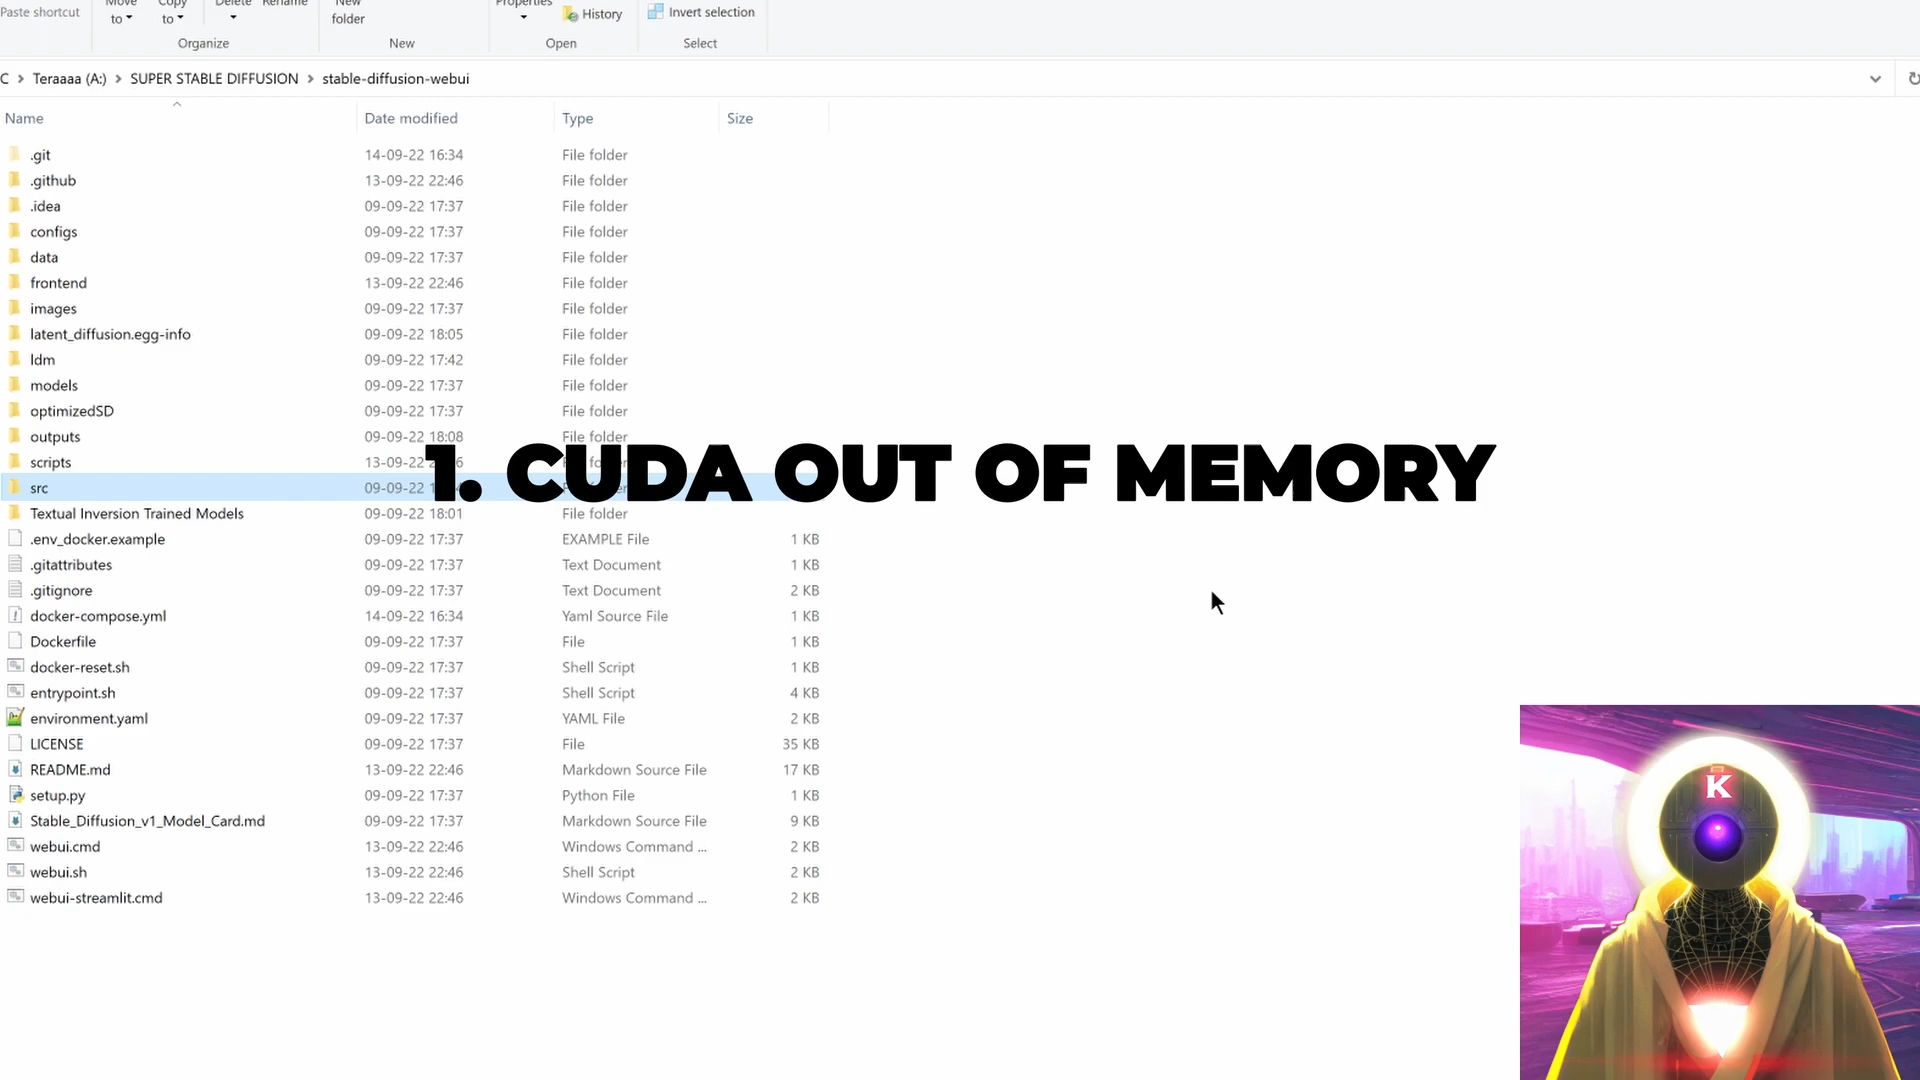 Paste shortcut
Move to
Copy to
Delete
Rename
New folder
Properties
History
Invert selection
Organize
New
Open
Select
C > Teraaaa (A:) > SUPER STABLE DIFFUSION > stable-diffusion-webui
Name Date modified Type Size
.git 14-09-22 16:34 File folder
.github 13-09-22 22:46 File folder
.idea 09-09-22 17:37 File folder
configs 09-09-22 17:37 File folder
data 09-09-22 17:37 File folder
frontend 13-09-22 22:46 File folder
images 09-09-22 17:37 File folder
latent_diffusion.egg-info 09-09-22 18:05 File folder
ldm 09-09-22 17:42 File folder
models 09-09-22 17:37 File folder
optimizedSD 09-09-22 17:37 File folder
outputs 09-09-22 18:08 File folder
scripts 13-09-22
1. CUDA OUT OF MEMORY
src 09-09-22
Textual Inversion Trained Models 09-09-22 18:01 File folder
.env_docker.example 09-09-22 17:37 EXAMPLE File 1 KB
.gitattributes 09-09-22 17:37 Text Document 1 KB
.gitignore 09-09-22 17:37 Text Document 2 KB
docker-compose.yml 14-09-22 16:34 Yaml Source File 1 KB
Dockerfile 09-09-22 17:37 File 1 KB
docker-reset.sh 09-09-22 17:37 Shell Script 1 KB
entrypoint.sh 09-09-22 17:37 Shell Script 4 KB
environment.yaml 09-09-22 17:37 YAML File 2 KB
LICENSE 09-09-22 17:37 File 35 KB
README.md 13-09-22 22:46 Markdown Source File 17 KB
setup.py 09-09-22 17:37 Python File 1 KB
Stable_Diffusion_v1_Model_Card.md 09-09-22 17:37 Markdown Source File 9 KB
webui.cmd 13-09-22 22:46 Windows Command ... 2 KB
webui.sh 13-09-22 22:46 Shell Script 2 KB
webui-streamlit.cmd 13-09-22 22:46 Windows Command ... 2 KB
K